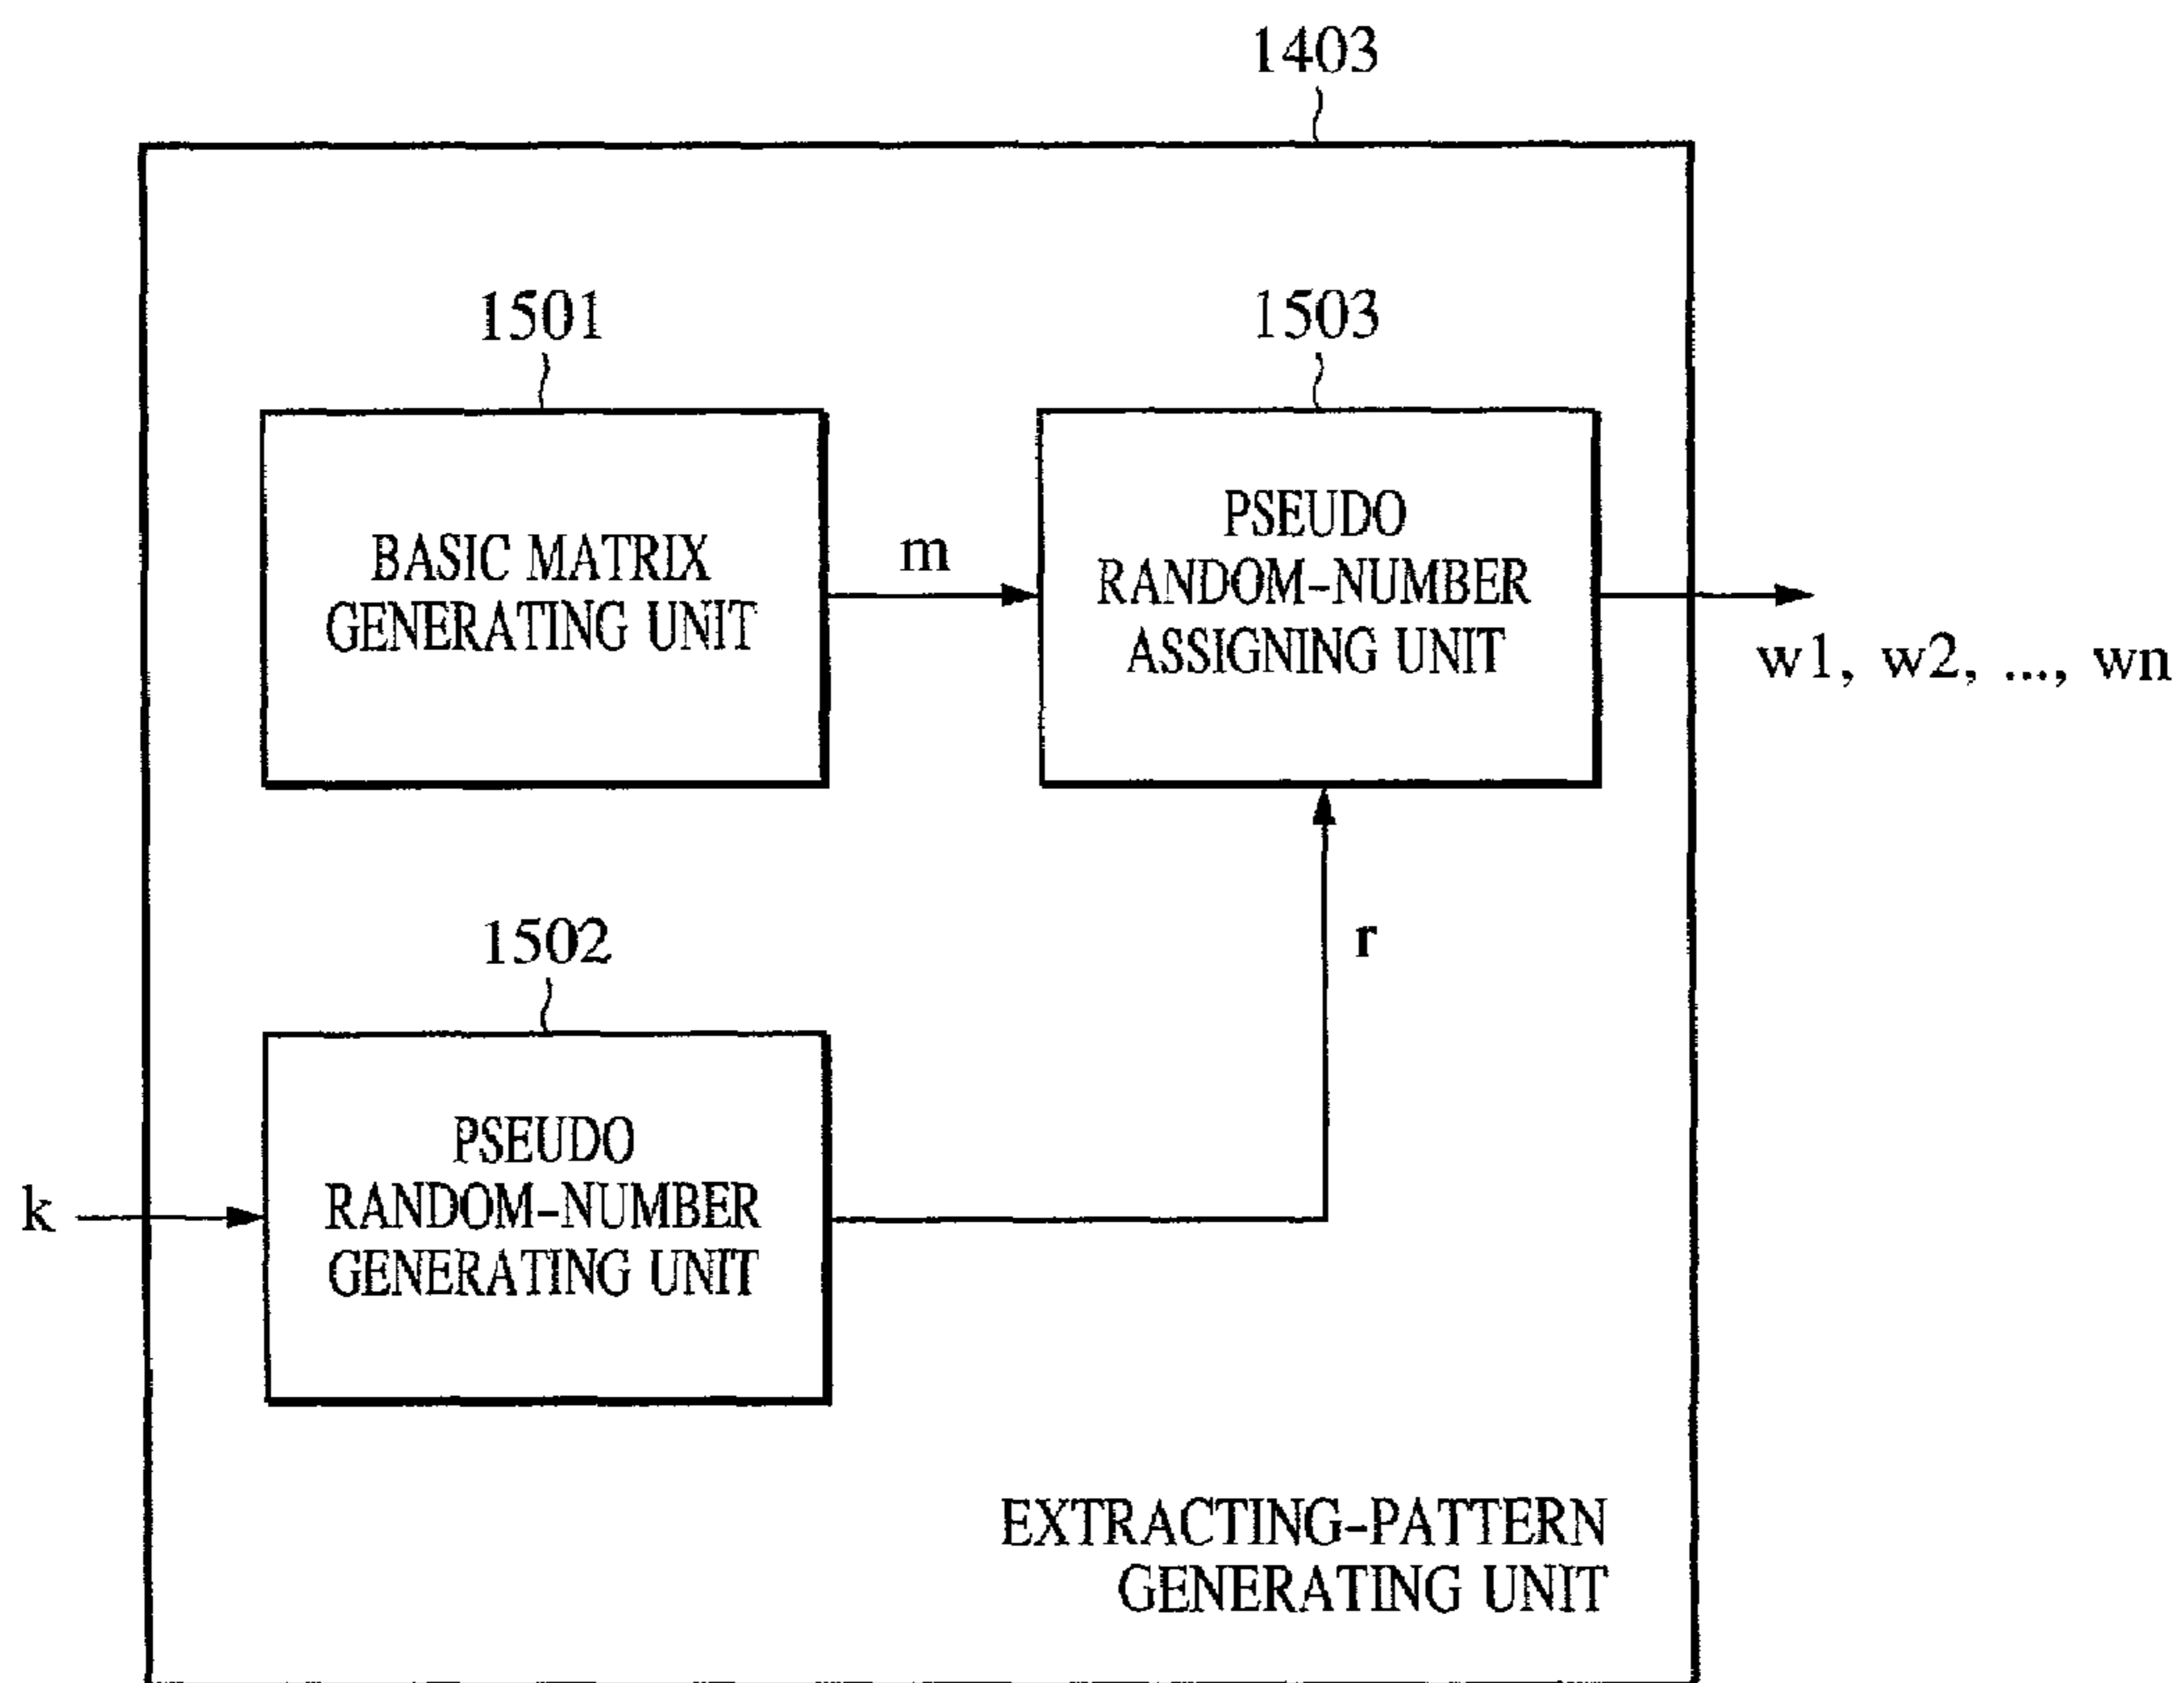 1403
1501
1503
BASIC MATRIX
GENERATING UNIT
m
PSEUDO
RANDOM-NUMBER
ASSIGNING UNIT
w1, w2, ..., wn
1502
r
k
PSEUDO
RANDOM-NUMBER
GENERATING UNIT
EXTRACTING-PATTERN
GENERATING UNIT